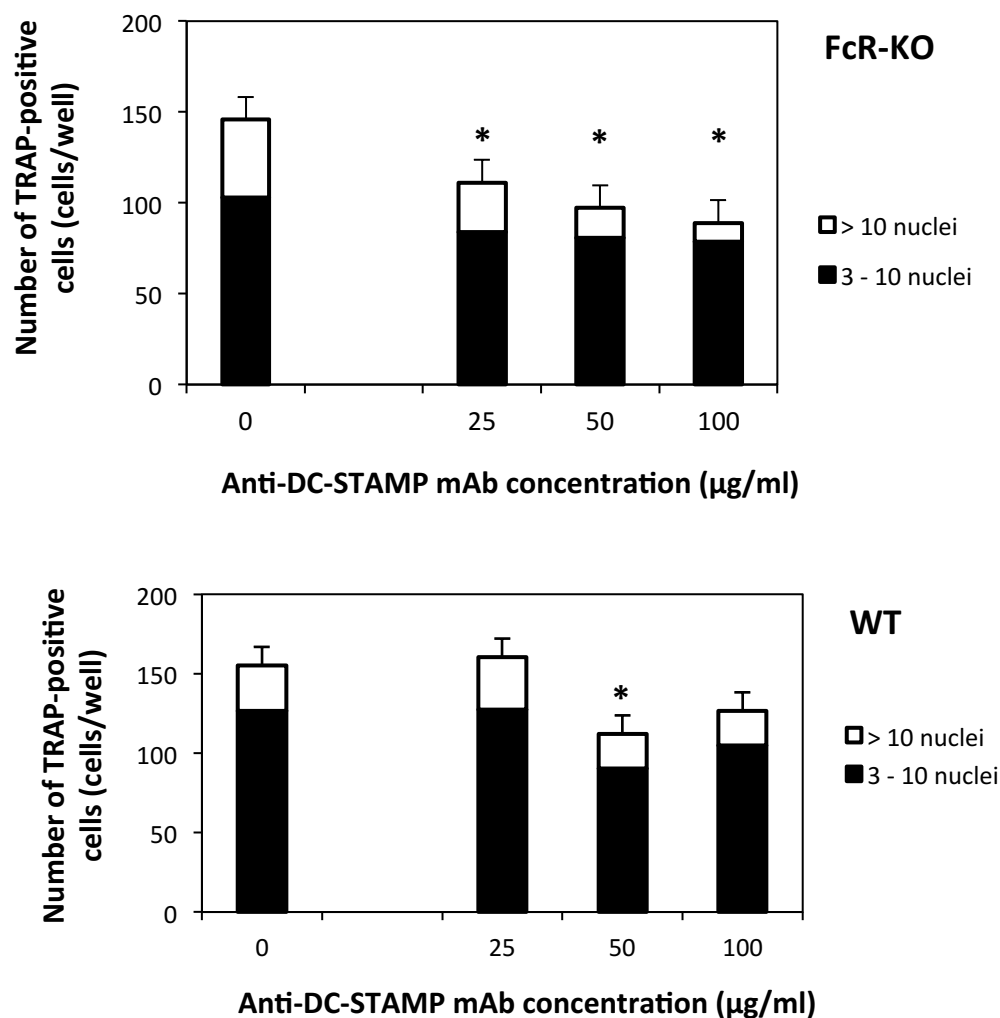 Number of TRAP-positive
cells (cells/well)
200
150
100
50
0
* * *
FcR-KO
> 10 nuclei
3 - 10 nuclei
0 25 50 100
Anti-DC-STAMP mAb concentration (µg/ml)
Number of TRAP-positive
cells (cells/well)
200
150
100
50
0
*
WT
> 10 nuclei
3 - 10 nuclei
0 25 50 100
Anti-DC-STAMP mAb concentration (µg/ml)